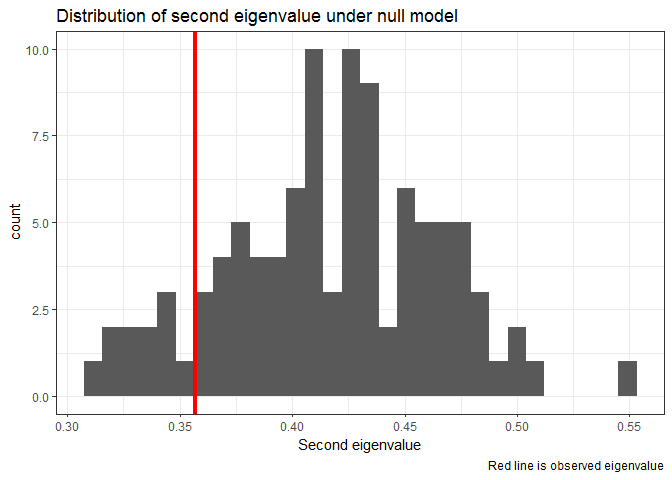 Distribution of second eigenvalue under null model
10.0
7.5
5.0
2.5
0.0
count
0.30 0.35 0.40 0.45 0.50 0.55
Second eigenvalue
Red line is observed eigenvalue